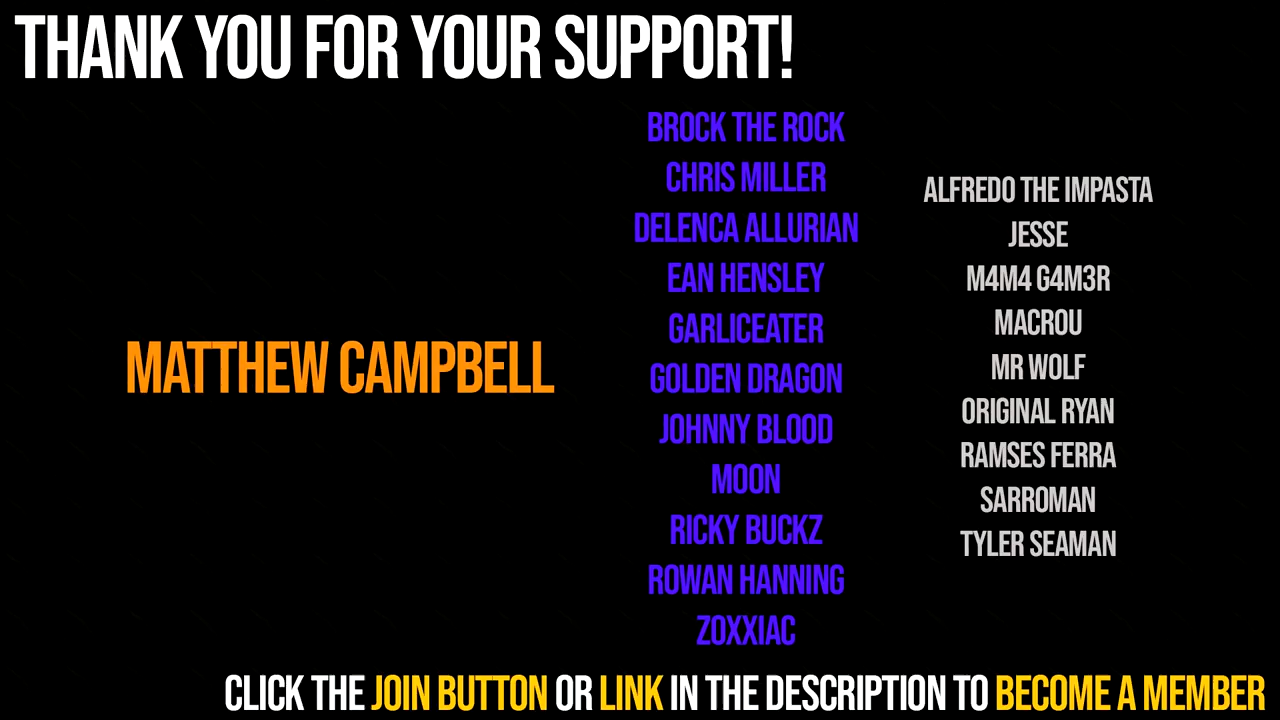 THANK YOU FOR YOUR SUPPORT!
MATTHEW CAMPBELL
BROCK THE ROCK
CHRIS MILLER
DELENCA ALLURIAN
EAN HENSLEY
GARLICEATER
GOLDEN DRAGON
JOHNNY BLOOD
MOON
RICKY BUCKZ
ROWAN HANNING
ZOXXIAC
ALFREDO THE IMPASTA
JESSE
M4M4 G4M3R
MACROU
MR WOLF
ORIGINAL RYAN
RAMSES FERRA
SARROMAN
TYLER SEAMAN
CLICK THE JOIN BUTTON OR LINK IN THE DESCRIPTION TO BECOME A MEMBER